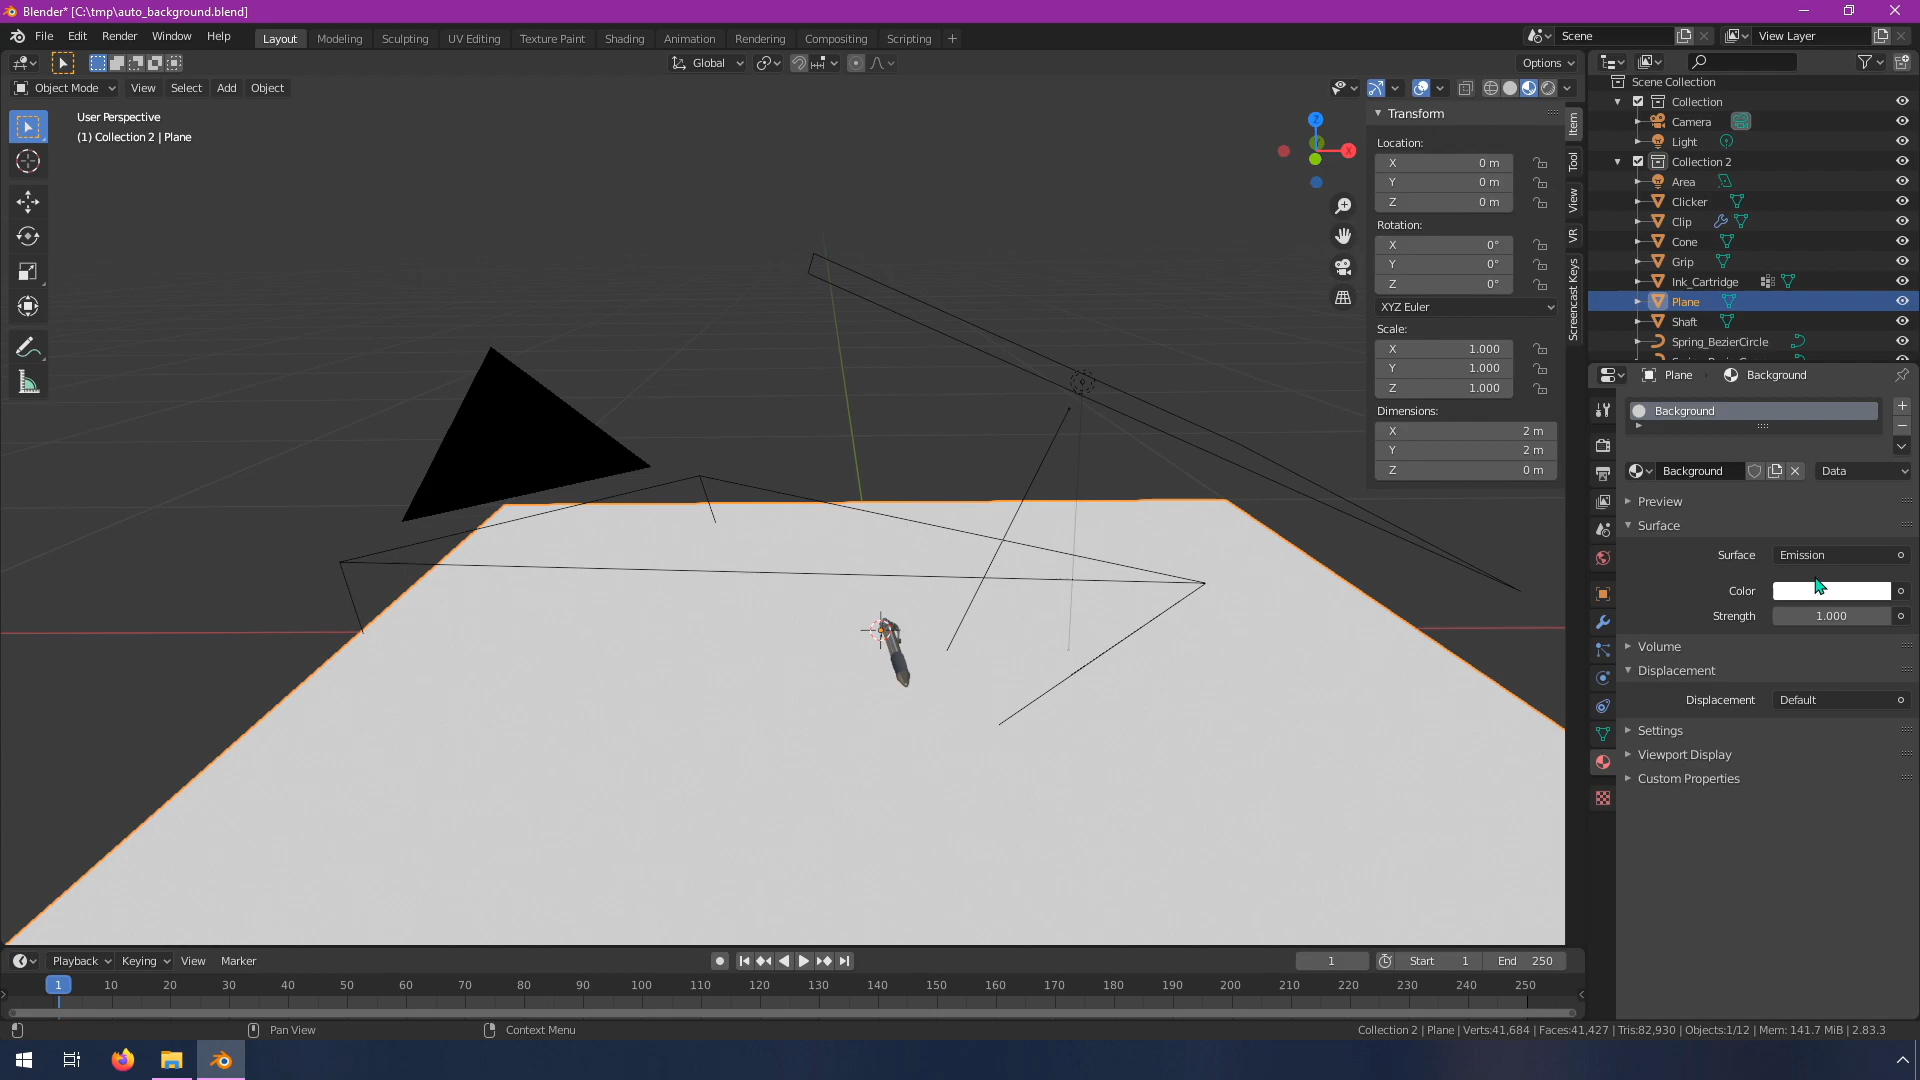 Blender* [C:\tmp\auto_background.blend]
File Edit Render Window Help
Layout Modeling Sculpting UV Editing Texture Paint Shading Animation Rendering Compositing Scripting
Scene View Layer
Global Options
Object Mode View Select Add Object
User Perspective
(1) Collection 2 | Plane
Z
X
Transform
Location:
X 0 m
Y 0 m
Z 0 m
Rotation:
X 0°
Y 0°
Z 0°
XYZ Euler
Scale:
X 1.000
Y 1.000
Z 1.000
Dimensions:
X 2 m
Y 2 m
Z 0 m
Item
Tool
View
VR
Screencast Keys
Scene Collection
Collection
Camera
Light
Collection 2
Area
Clicker
Clip
Cone
Grip
Ink_Cartridge
Plane
Shaft
Spring_BezierCircle
Plane Background
Background
Background Data
Preview
Surface
Surface Emission
Color
Strength 1.000
Volume
Displacement
Displacement Default
Settings
Viewport Display
Custom Properties
Playback Keying View Marker
1 Start 1 End 250
1 10 20 30 40 50 60 70 80 90 100 110 120 130 140 150 160 170 180 190 200 210 220 230 240 250
Pan View Context Menu
Collection 2 | Plane | Verts:41,684 | Faces:41,427 | Tris:82,930 | Objects:1/12 | Mem: 141.7 MiB | 2.83.3